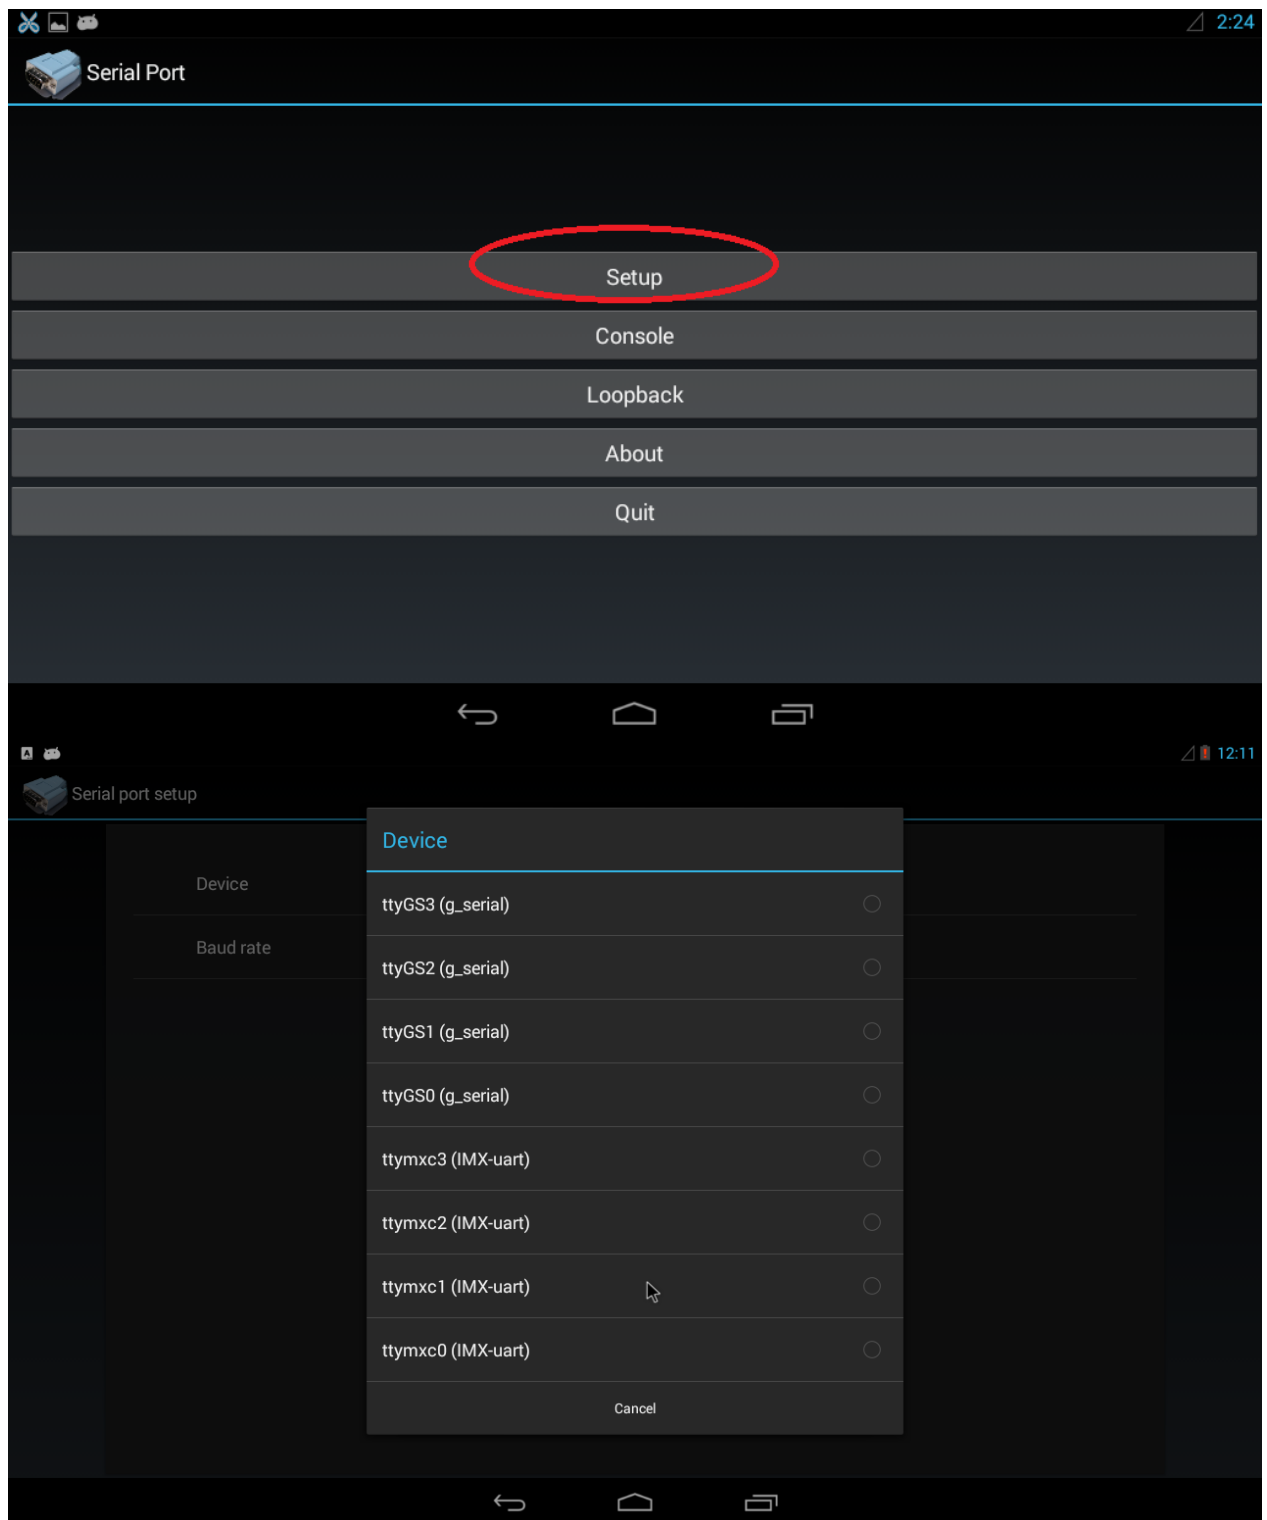 2:24
Serial Port
Setup
Console
Loopback
About
Quit
A
12:11
Serial port setup
Device
Device
Baud rate
ttyGS3 (g_serial)
ttyGS2 (g_serial)
ttyGS1 (g_serial)
ttyGS0 (g_serial)
ttymxc3 (IMX-uart)
ttymxc2 (IMX-uart)
ttymxc1 (IMX-uart)
ttymxc0 (IMX-uart)
Cancel